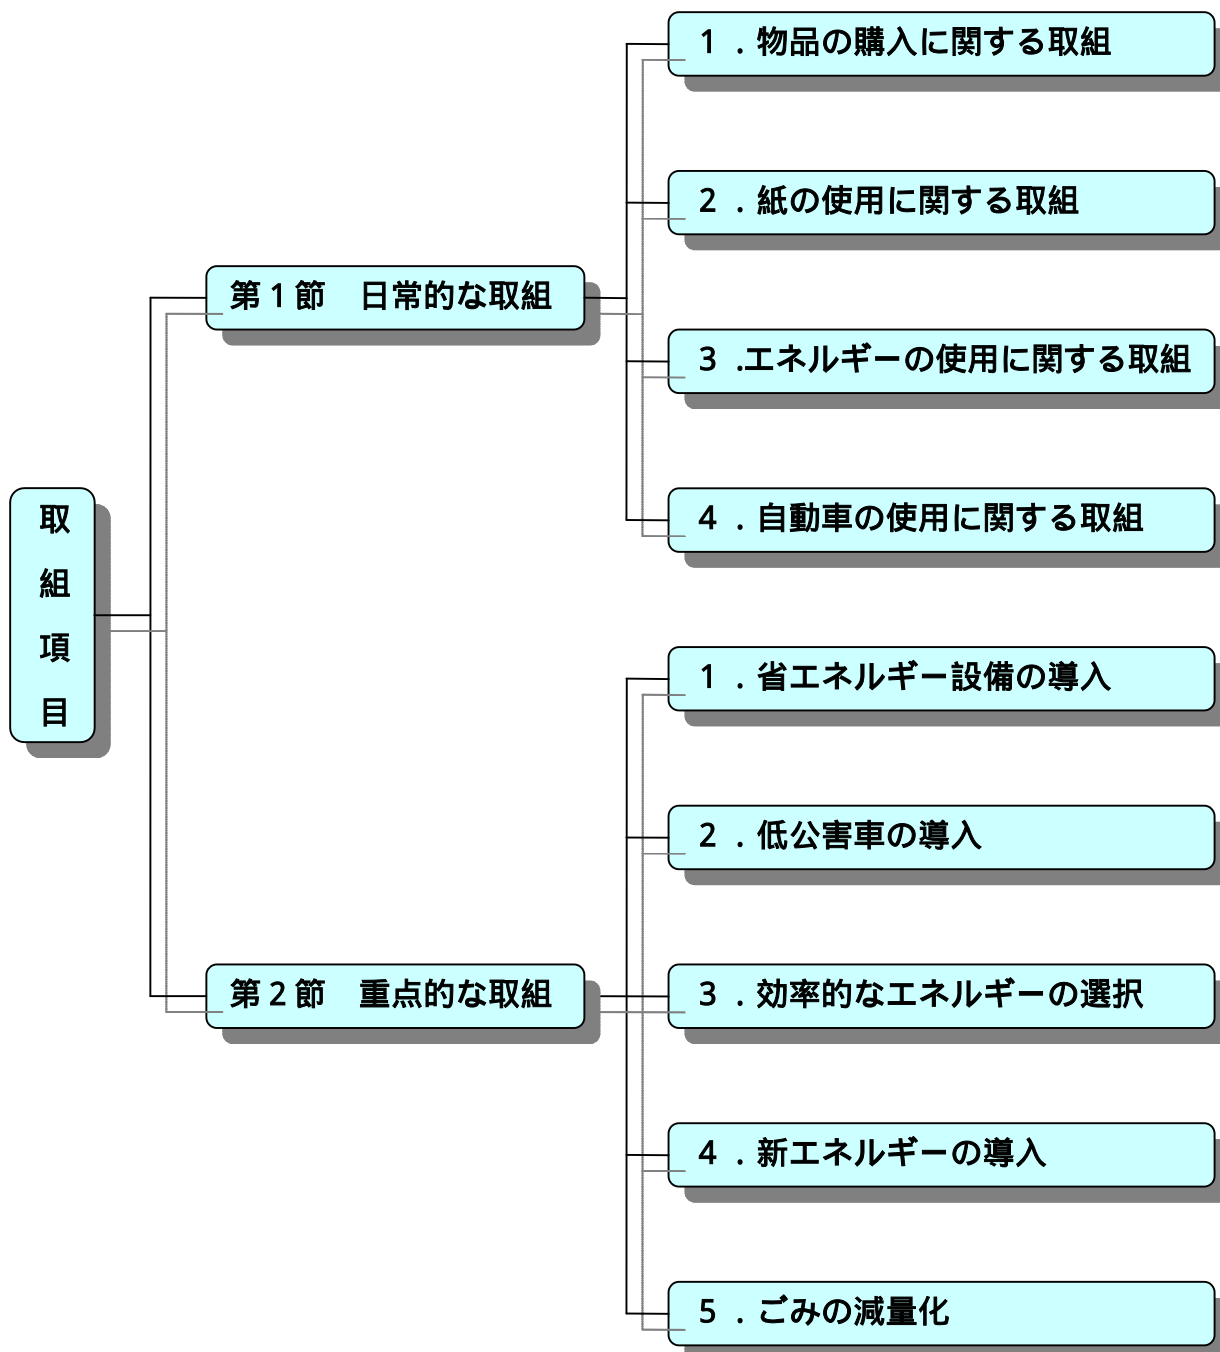 取組項目
第1節　日常的な取組
1．物品の購入に関する取組
2．紙の使用に関する取組
3．エネルギーの使用に関する取組
4．自動車の使用に関する取組
第2節　重点的な取組
1．省エネルギー設備の導入
2．低公害車の導入
3．効率的なエネルギーの選択
4．新エネルギーの導入
5．ごみの減量化